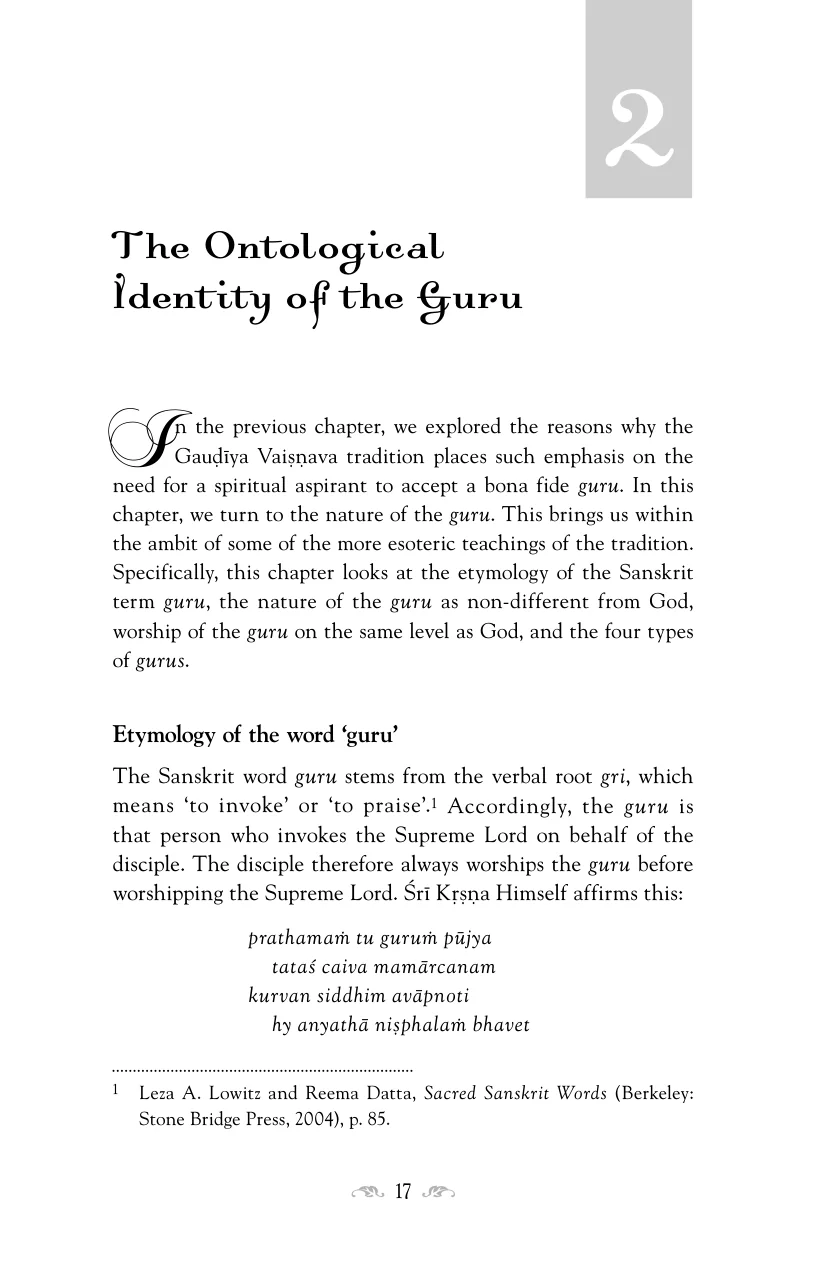 2
The Ontological
Identity of the Guru
In the previous chapter, we explored the reasons why the
Gauḍīya Vaiṣṇava tradition places such emphasis on the
need for a spiritual aspirant to accept a bona fide guru. In this
chapter, we turn to the nature of the guru. This brings us within
the ambit of some of the more esoteric teachings of the tradition.
Specifically, this chapter looks at the etymology of the Sanskrit
term guru, the nature of the guru as non-different from God,
worship of the guru on the same level as God, and the four types
of gurus.
Etymology of the word ‘guru’
The Sanskrit word guru stems from the verbal root gri, which
means ‘to invoke’ or ‘to praise’.1 Accordingly, the guru is
that person who invokes the Supreme Lord on behalf of the
disciple. The disciple therefore always worships the guru before
worshipping the Supreme Lord. Śrī Kṛṣṇa Himself affirms this:
prathamaṁ tu guruṁ pūjya
tataś caiva mamārcanam
kurvan siddhim avāpnoti
hy anyathā niṣphalaṁ bhavet
1 Leza A. Lowitz and Reema Datta, Sacred Sanskrit Words (Berkeley:
Stone Bridge Press, 2004), p. 85.
17